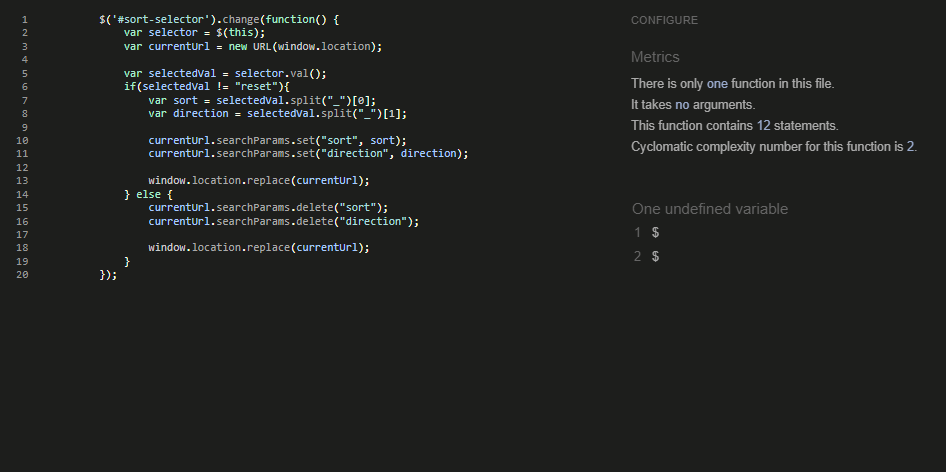 1 $('#sort-selector').change(function() {
2 var selector = $(this);
3 var currentUrl = new URL(window.location);
4
5 var selectedVal = selector.val();
6 if(selectedVal != "reset"){
7 var sort = selectedVal.split("_")[0];
8 var direction = selectedVal.split("_")[1];
9
10 currentUrl.searchParams.set("sort", sort);
11 currentUrl.searchParams.set("direction", direction);
12
13 window.location.replace(currentUrl);
14 } else {
15 currentUrl.searchParams.delete("sort");
16 currentUrl.searchParams.delete("direction");
17
18 window.location.replace(currentUrl);
19 }
20 });
CONFIGURE
Metrics
There is only one function in this file.
It takes no arguments.
This function contains 12 statements.
Cyclomatic complexity number for this function is 2.
One undefined variable
1 $
2 $